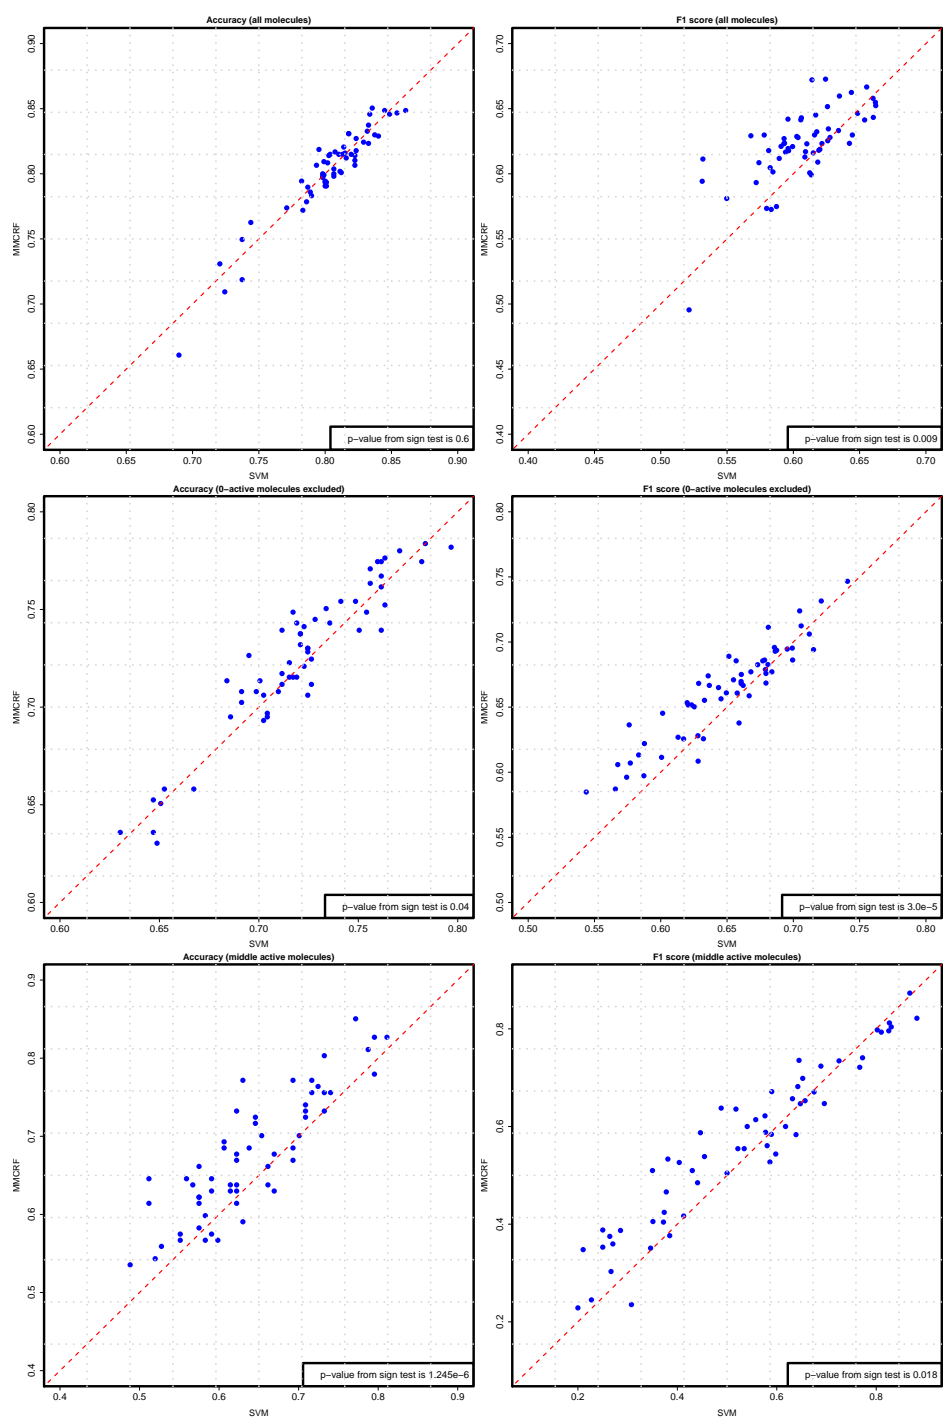 Accuracy (all molecules)
0.60 0.65 0.70 0.75 0.80 0.85 0.90
MMCRF
p−value from sign test is 0.6
0.60 0.65 0.70 0.75 0.80 0.85 0.90
SVM
F1 score (all molecules)
0.40 0.45 0.50 0.55 0.60 0.65 0.70
MMCRF
p−value from sign test is 0.009
0.40 0.45 0.50 0.55 0.60 0.65 0.70
SVM
Accuracy (0−active molecules excluded)
0.60 0.65 0.70 0.75 0.80
MMCRF
p−value from sign test is 0.04
0.60 0.65 0.70 0.75 0.80
SVM
F1 score (0−active molecules excluded)
0.50 0.55 0.60 0.65 0.70 0.75 0.80
MMCRF
p−value from sign test is 3.0e−5
0.50 0.55 0.60 0.65 0.70 0.75 0.80
SVM
Accuracy (middle active molecules)
0.4 0.5 0.6 0.7 0.8 0.9
MMCRF
p−value from sign test is 1.245e−6
0.4 0.5 0.6 0.7 0.8 0.9
SVM
F1 score (middle active molecules)
0.2 0.4 0.6 0.8
MMCRF
p−value from sign test is 0.018
0.2 0.4 0.6 0.8
SVM